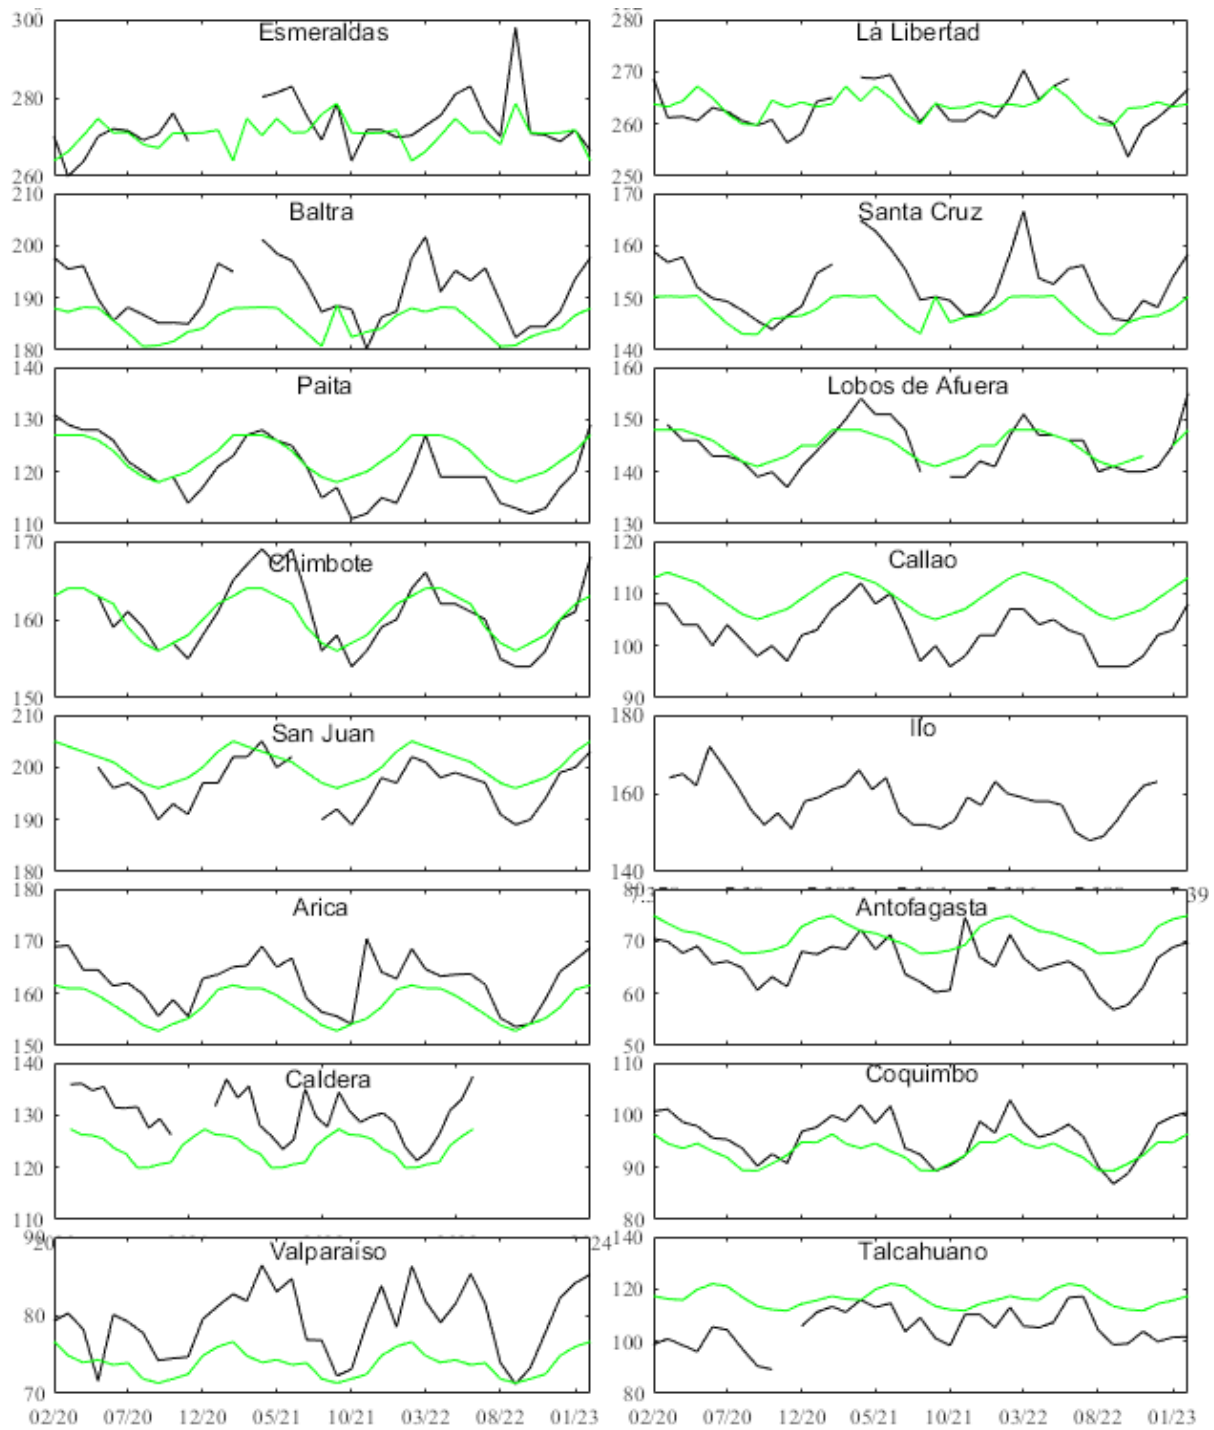 300 Esmeraldas 280 La Libertad
280 270
260
260 250
210 Baltra 170 Santa Cruz
200 160
190 150
180 140
140 Paita 160 Lobos de Afuera
130 150
120 140
110 130
170 Chimbote 120 Callao
110
160 100
150 90
210 San Juan 180 Ilo
200
190 160
180 140
180 Arica 80 Antofagasta
170 70
160 60
150 50
140 Caldera 110 Coquimbo
130 100
120 90
110 80
90 Valparaíso 140 Talcahuano
80 120
100
70 80
02/20 07/20 12/20 05/21 10/21 03/22 08/22 01/23 02/20 07/20 12/20 05/21 10/21 03/22 08/22 01/23